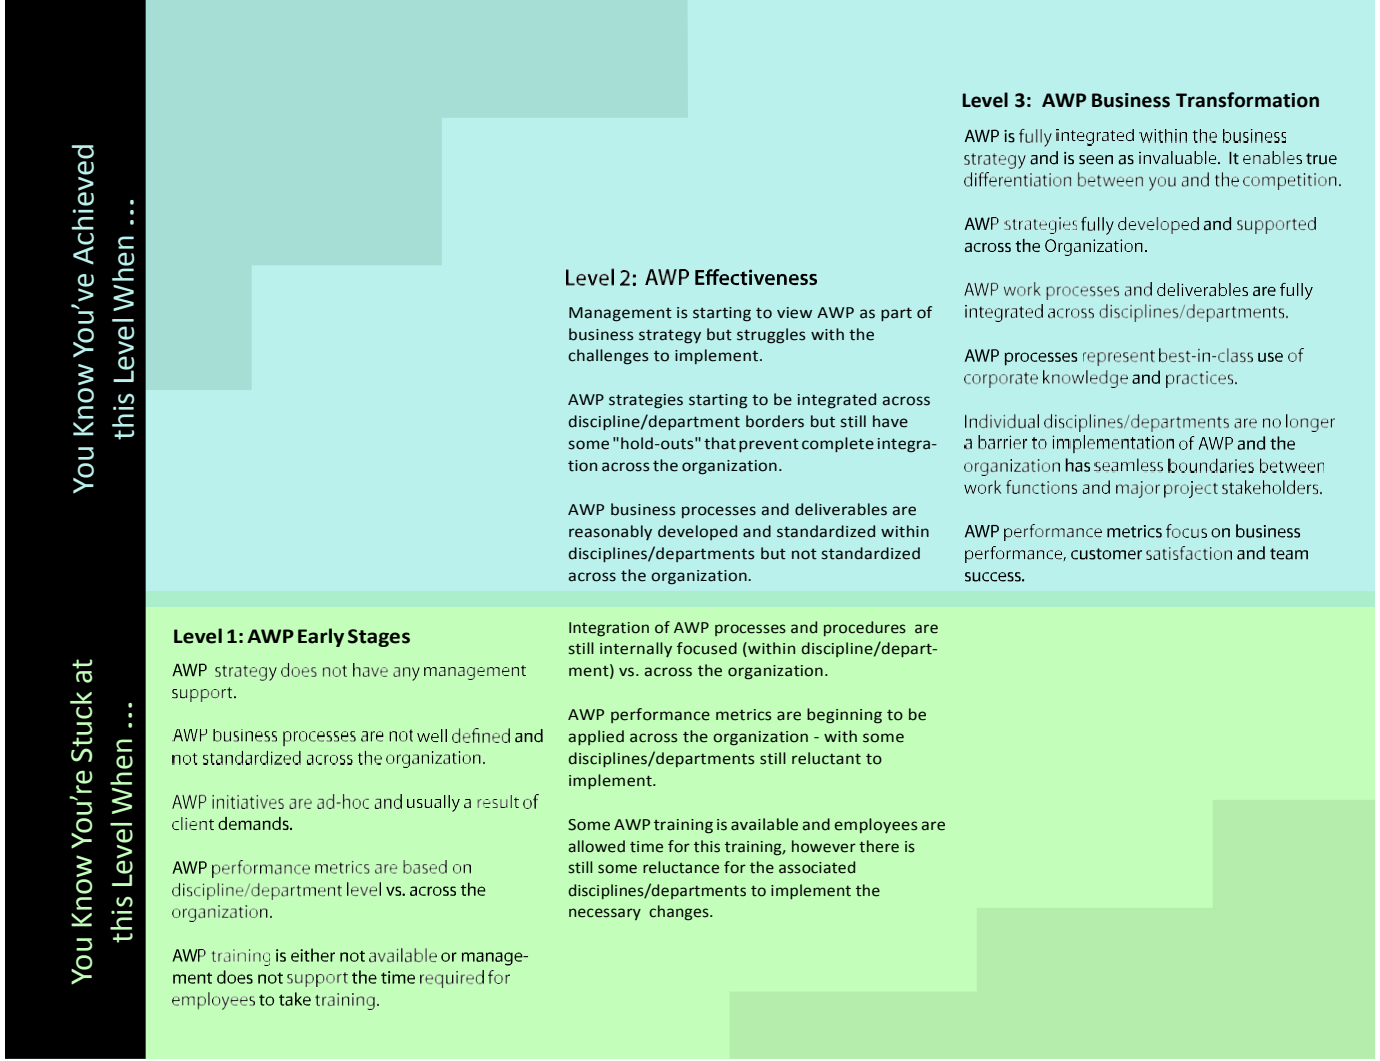 You Know You've Achieved
this Level When ...
You Know You're Stuck at
this Level When ...
Level 1: AWP Early Stages
AWP strategy does not have any management
support.
AWP business processes are not well defined and
not standardized across the organization.
AWP initiatives are ad-hoc and usually a result of
client demands.
AWP performance metrics are based on
discipline/department level vs. across the
organization.
AWP training is either not available or manage-
ment does not support the time required for
employees to take training.
Level 2: AWP Effectiveness
Management is starting to view AWP as part of
business strategy but struggles with the
challenges to implement.
AWP strategies starting to be integrated across
discipline/department borders but still have
some "hold-outs" that prevent complete integra-
tion across the organization.
AWP business processes and deliverables are
reasonably developed and standardized within
disciplines/departments but not standardized
across the organization.
Integration of AWP processes and procedures are
still internally focused (within discipline/depart-
ment) vs. across the organization.
AWP performance metrics are beginning to be
applied across the organization - with some
disciplines/departments still reluctant to
implement.
Some AWP training is available and employees are
allowed time for this training, however there is
still some reluctance for the associated
disciplines/departments to implement the
necessary changes.
Level 3: AWP Business Transformation
AWP is fully integrated within the business
strategy and is seen as invaluable. It enables true
differentiation between you and the competition.
AWP strategies fully developed and supported
across the Organization.
AWP work processes and deliverables are fully
integrated across disciplines/departments.
AWP processes represent best-in-class use of
corporate knowledge and practices.
Individual disciplines/departments are no longer
a barrier to implementation of AWP and the
organization has seamless boundaries between
work functions and major project stakeholders.
AWP performance metrics focus on business
performance, customer satisfaction and team
success.